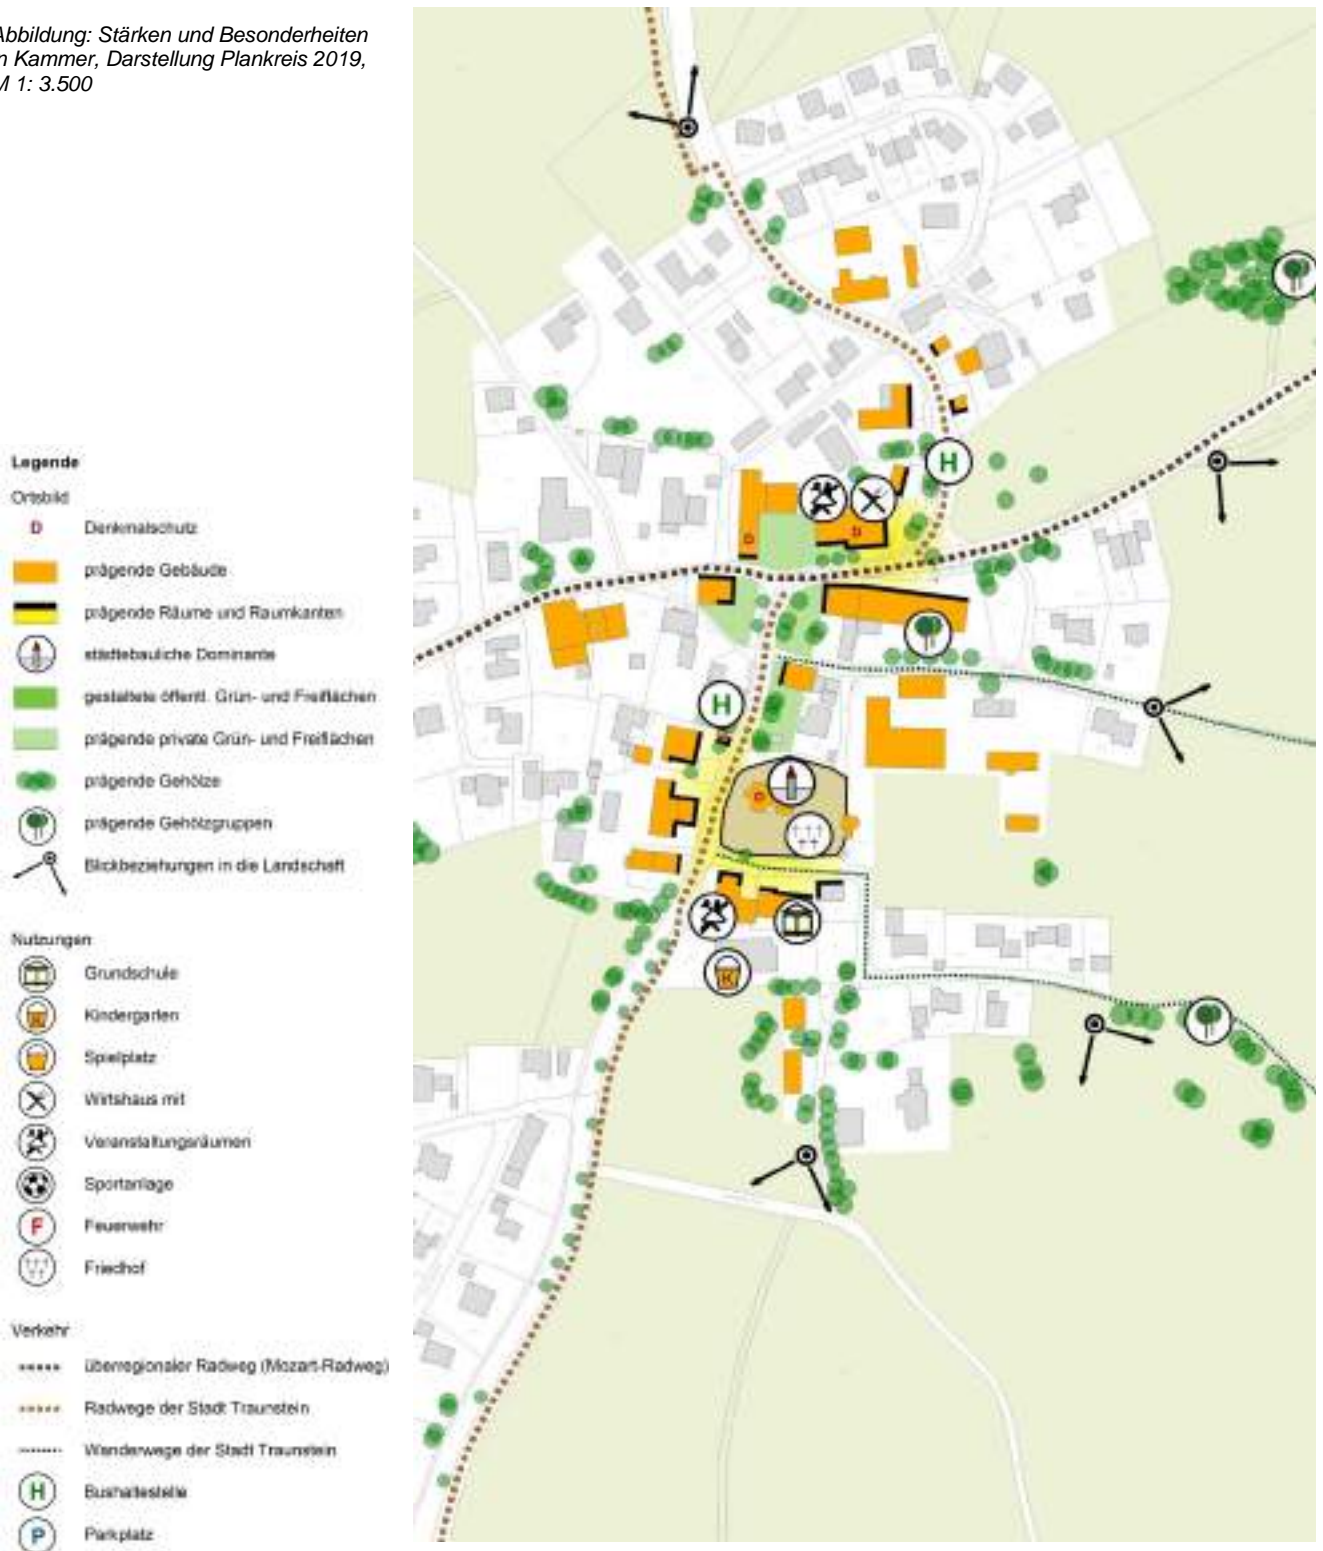 Abbildung: Stärken und Besonderheiten
n Kammer, Darstellung Plankreis 2019,
M 1: 3.500
Legende
Ortsbild
D Denkmalschutz
prägende Gebäude
prägende Räume und Raumkanten
städtebauliche Dominante
gestaltete öffentl. Grün- und Freiflächen
prägende private Grün- und Freiflächen
prägende Gehölze
prägende Gehölzgruppen
Blickbeziehungen in die Landschaft
Nutzungen
Grundschule
K Kindergarten
Spielplatz
Wirtshaus mit
Veranstaltungsräumen
Sportanlage
F Feuerwehr
Friedhof
Verkehr
überregionaler Radweg (Mozart-Radweg)
Radwege der Stadt Traunstein
Wanderwege der Stadt Traunstein
H Bushaltestelle
P Parkplatz
H
D
D
H
D
K